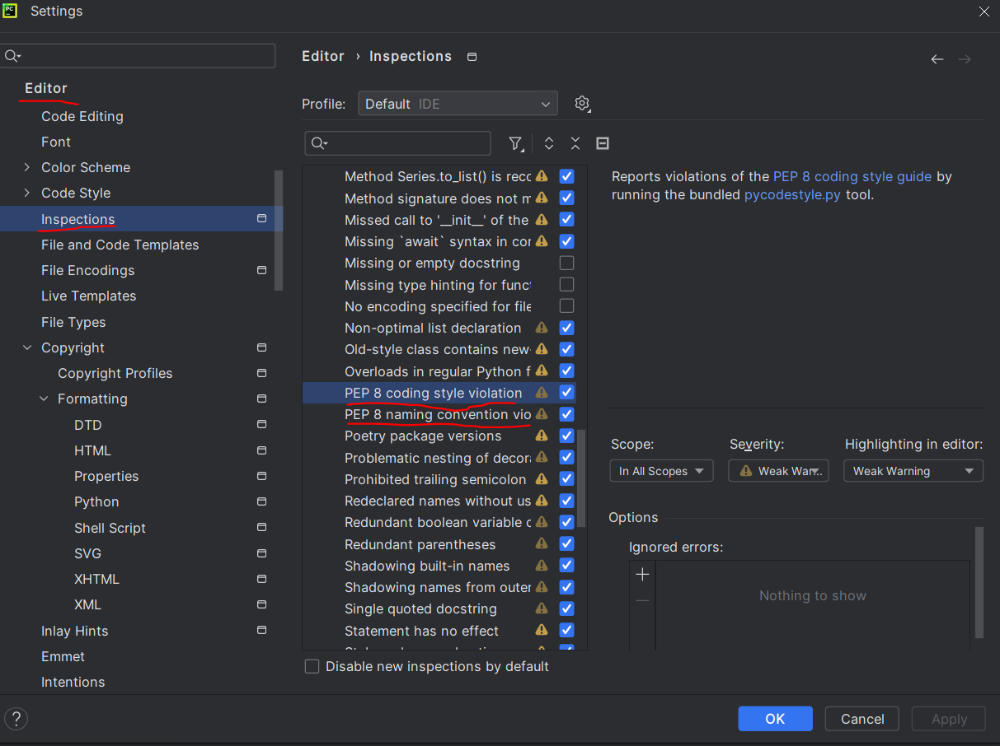 PC
Settings
Editor
Code Editing
Font
Color Scheme
Code Style
Inspections
File and Code Templates
File Encodings
Live Templates
File Types
Copyright
Copyright Profiles
Formatting
DTD
HTML
Properties
Python
Shell Script
SVG
XHTML
XML
Inlay Hints
Emmet
Intentions
Editor › Inspections
Profile: Default IDE
Method Series.to_list() is recc
Method signature does not m
Missed call to '__init__' of the
Missing `await` syntax in cor
Missing or empty docstring
Missing type hinting for funct
No encoding specified for file
Non-optimal list declaration
Old-style class contains new-
Overloads in regular Python f
PEP 8 coding style violation
PEP 8 naming convention vio
Poetry package versions
Problematic nesting of decora
Prohibited trailing semicolon
Redeclared names without us
Redundant boolean variable c
Redundant parentheses
Shadowing built-in names
Shadowing names from outer
Single quoted docstring
Statement has no effect
Disable new inspections by default
Reports violations of the PEP 8 coding style guide by
running the bundled pycodestyle.py tool.
Scope: Severity: Highlighting in editor:
In All Scopes Weak War... Weak Warning
Options
Ignored errors:
Nothing to show
? OK Cancel Apply